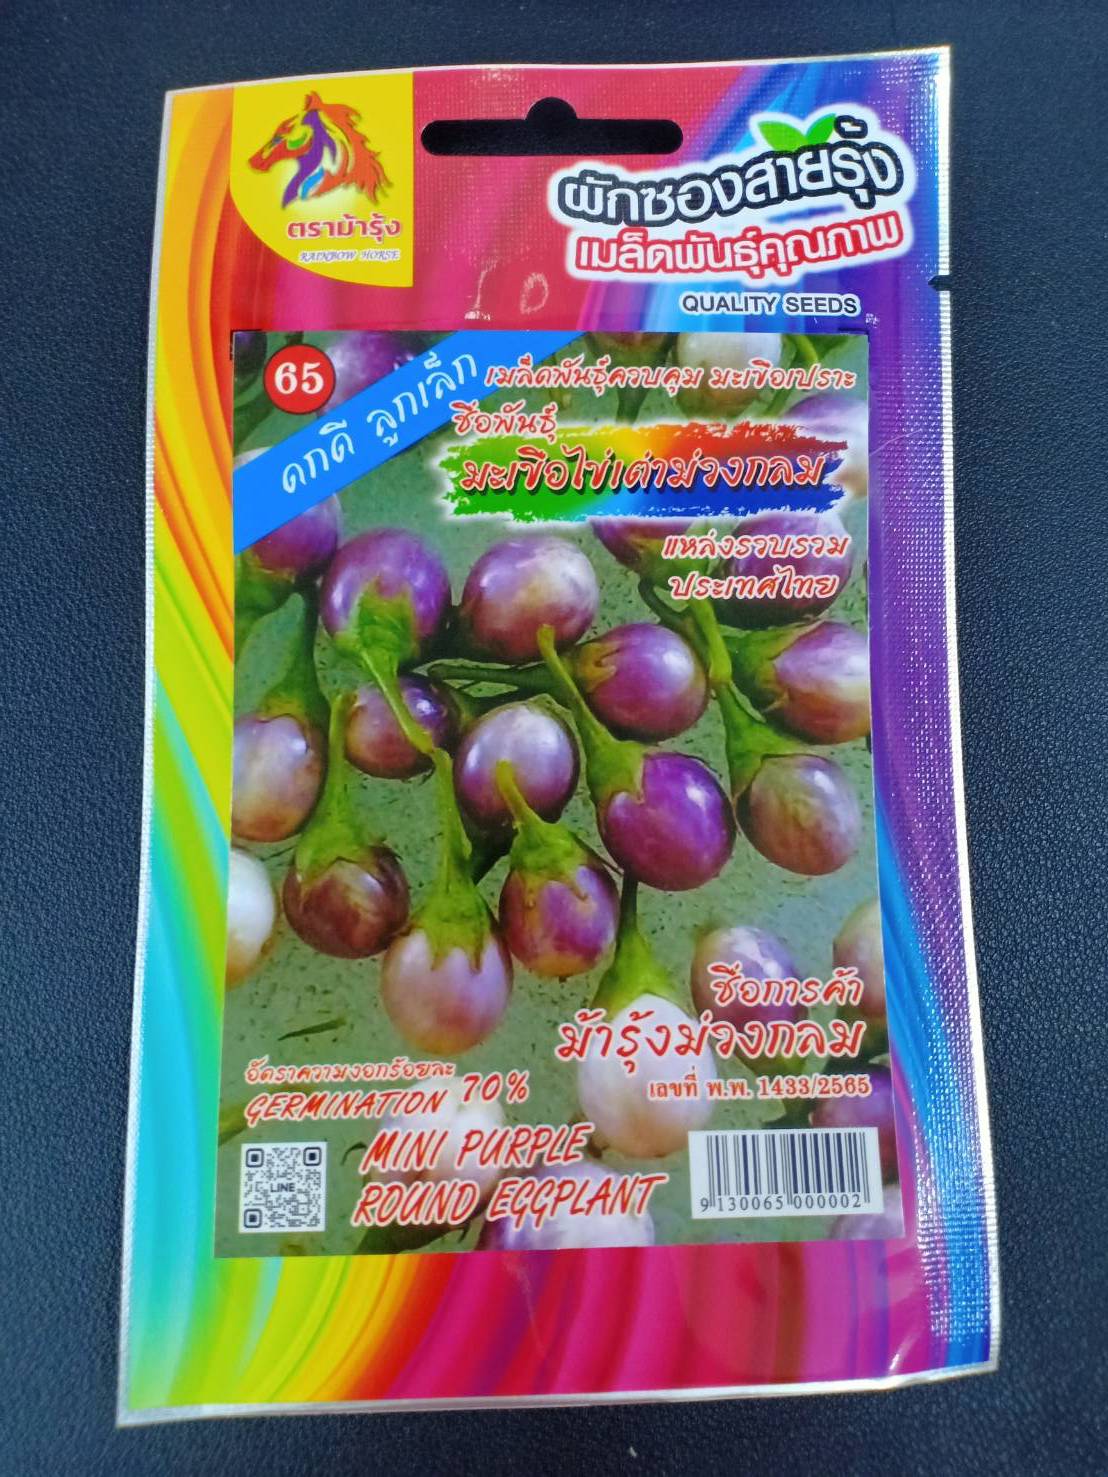 ตราม้ารุ้ง
RAINBOW HORSE
ผักซองสายรุ้ง
เมล็ดพันธุ์คุณภาพ
QUALITY SEEDS
65
ดกดี ลูกเล็ก
เมล็ดพันธุ์ควบคุม มะเขือเปราะ
ชื่อพันธุ์
มะเขือไข่เต่าม่วงกลม
แหล่งรวบรวม
ประเทศไทย
ชื่อการค้า
ม้ารุ้งม่วงกลม
เลขที่ พ.พ. 1433/2565
อัตราความงอกร้อยละ
GERMINATION 70%
MINI PURPLE
ROUND EGGPLANT
LINE
9 130065 000002